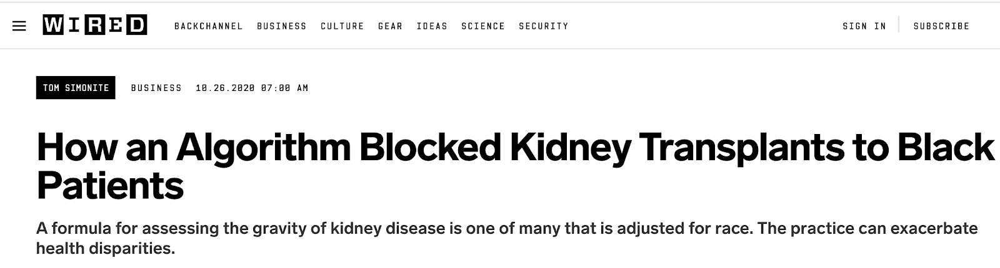 WIRED BACKCHANNEL BUSINESS CULTURE GEAR IDEAS SCIENCE SECURITY SIGN IN SUBSCRIBE
TOM SIMONITE BUSINESS 10.26.2020 07:00 AM
How an Algorithm Blocked Kidney Transplants to Black
Patients
A formula for assessing the gravity of kidney disease is one of many that is adjusted for race. The practice can exacerbate
health disparities.